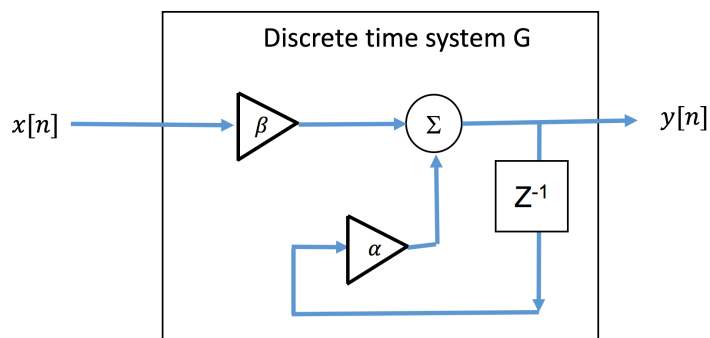 Discrete time system G
x[n]
β
Σ
y[n]
Z-1
α